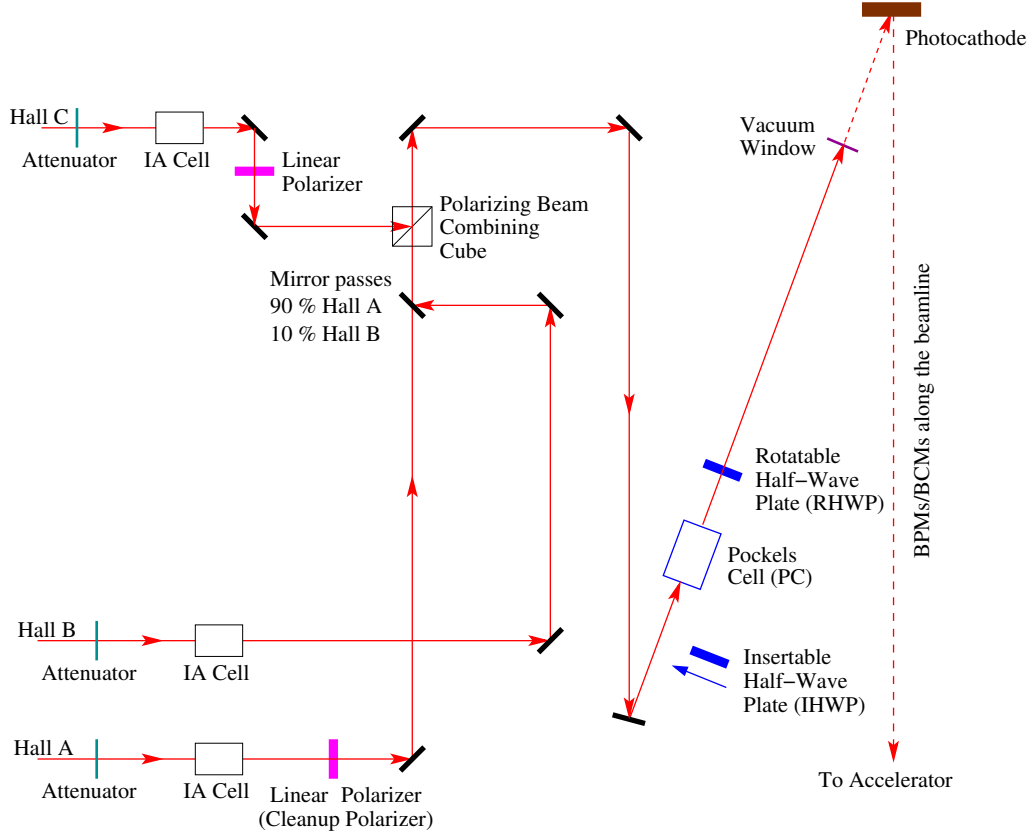 Photocathode
Hall C
Attenuator
IA Cell
Linear
Polarizer
Vacuum
Window
Polarizing Beam
Combining
Cube
Mirror passes
90 % Hall A
10 % Hall B
BPMs/BCMs along the beamline
Rotatable
Half−Wave
Plate (RHWP)
Pockels
Cell (PC)
Hall B
Attenuator
IA Cell
Insertable
Half−Wave
Plate (IHWP)
Hall A
Attenuator
IA Cell
Linear Polarizer
(Cleanup Polarizer)
To Accelerator